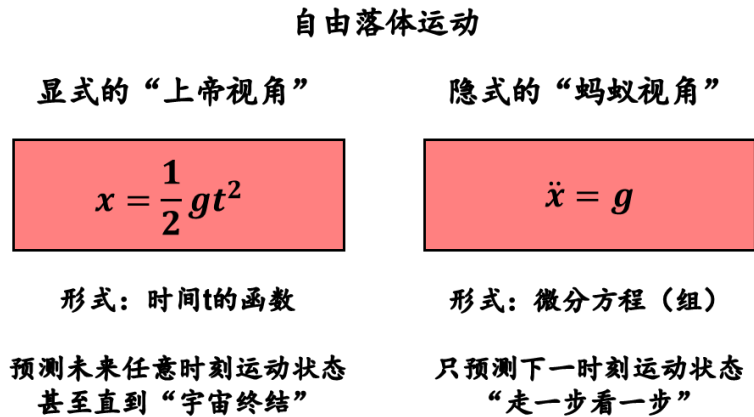 自由落体运动
显式的“上帝视角”
隐式的“蚂蚁视角”
x = 1/2 gt²
ẍ = g
形式：时间t的函数
形式：微分方程（组）
预测未来任意时刻运动状态
甚至直到“宇宙终结”
只预测下一时刻运动状态
“走一步看一步”